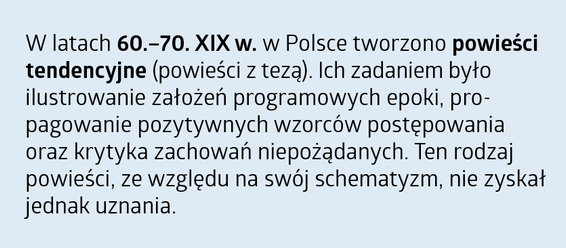 W latach 60.–70. XIX w. w Polsce tworzono powieści
tendencyjne (powieści z tezą). Ich zadaniem było
ilustrowanie założeń programowych epoki, pro-
pagowanie pozytywnych wzorców postępowania
oraz krytyka zachowań niepożądanych. Ten rodzaj
powieści, ze względu na swój schematyzm, nie zyskał
jednak uznania.